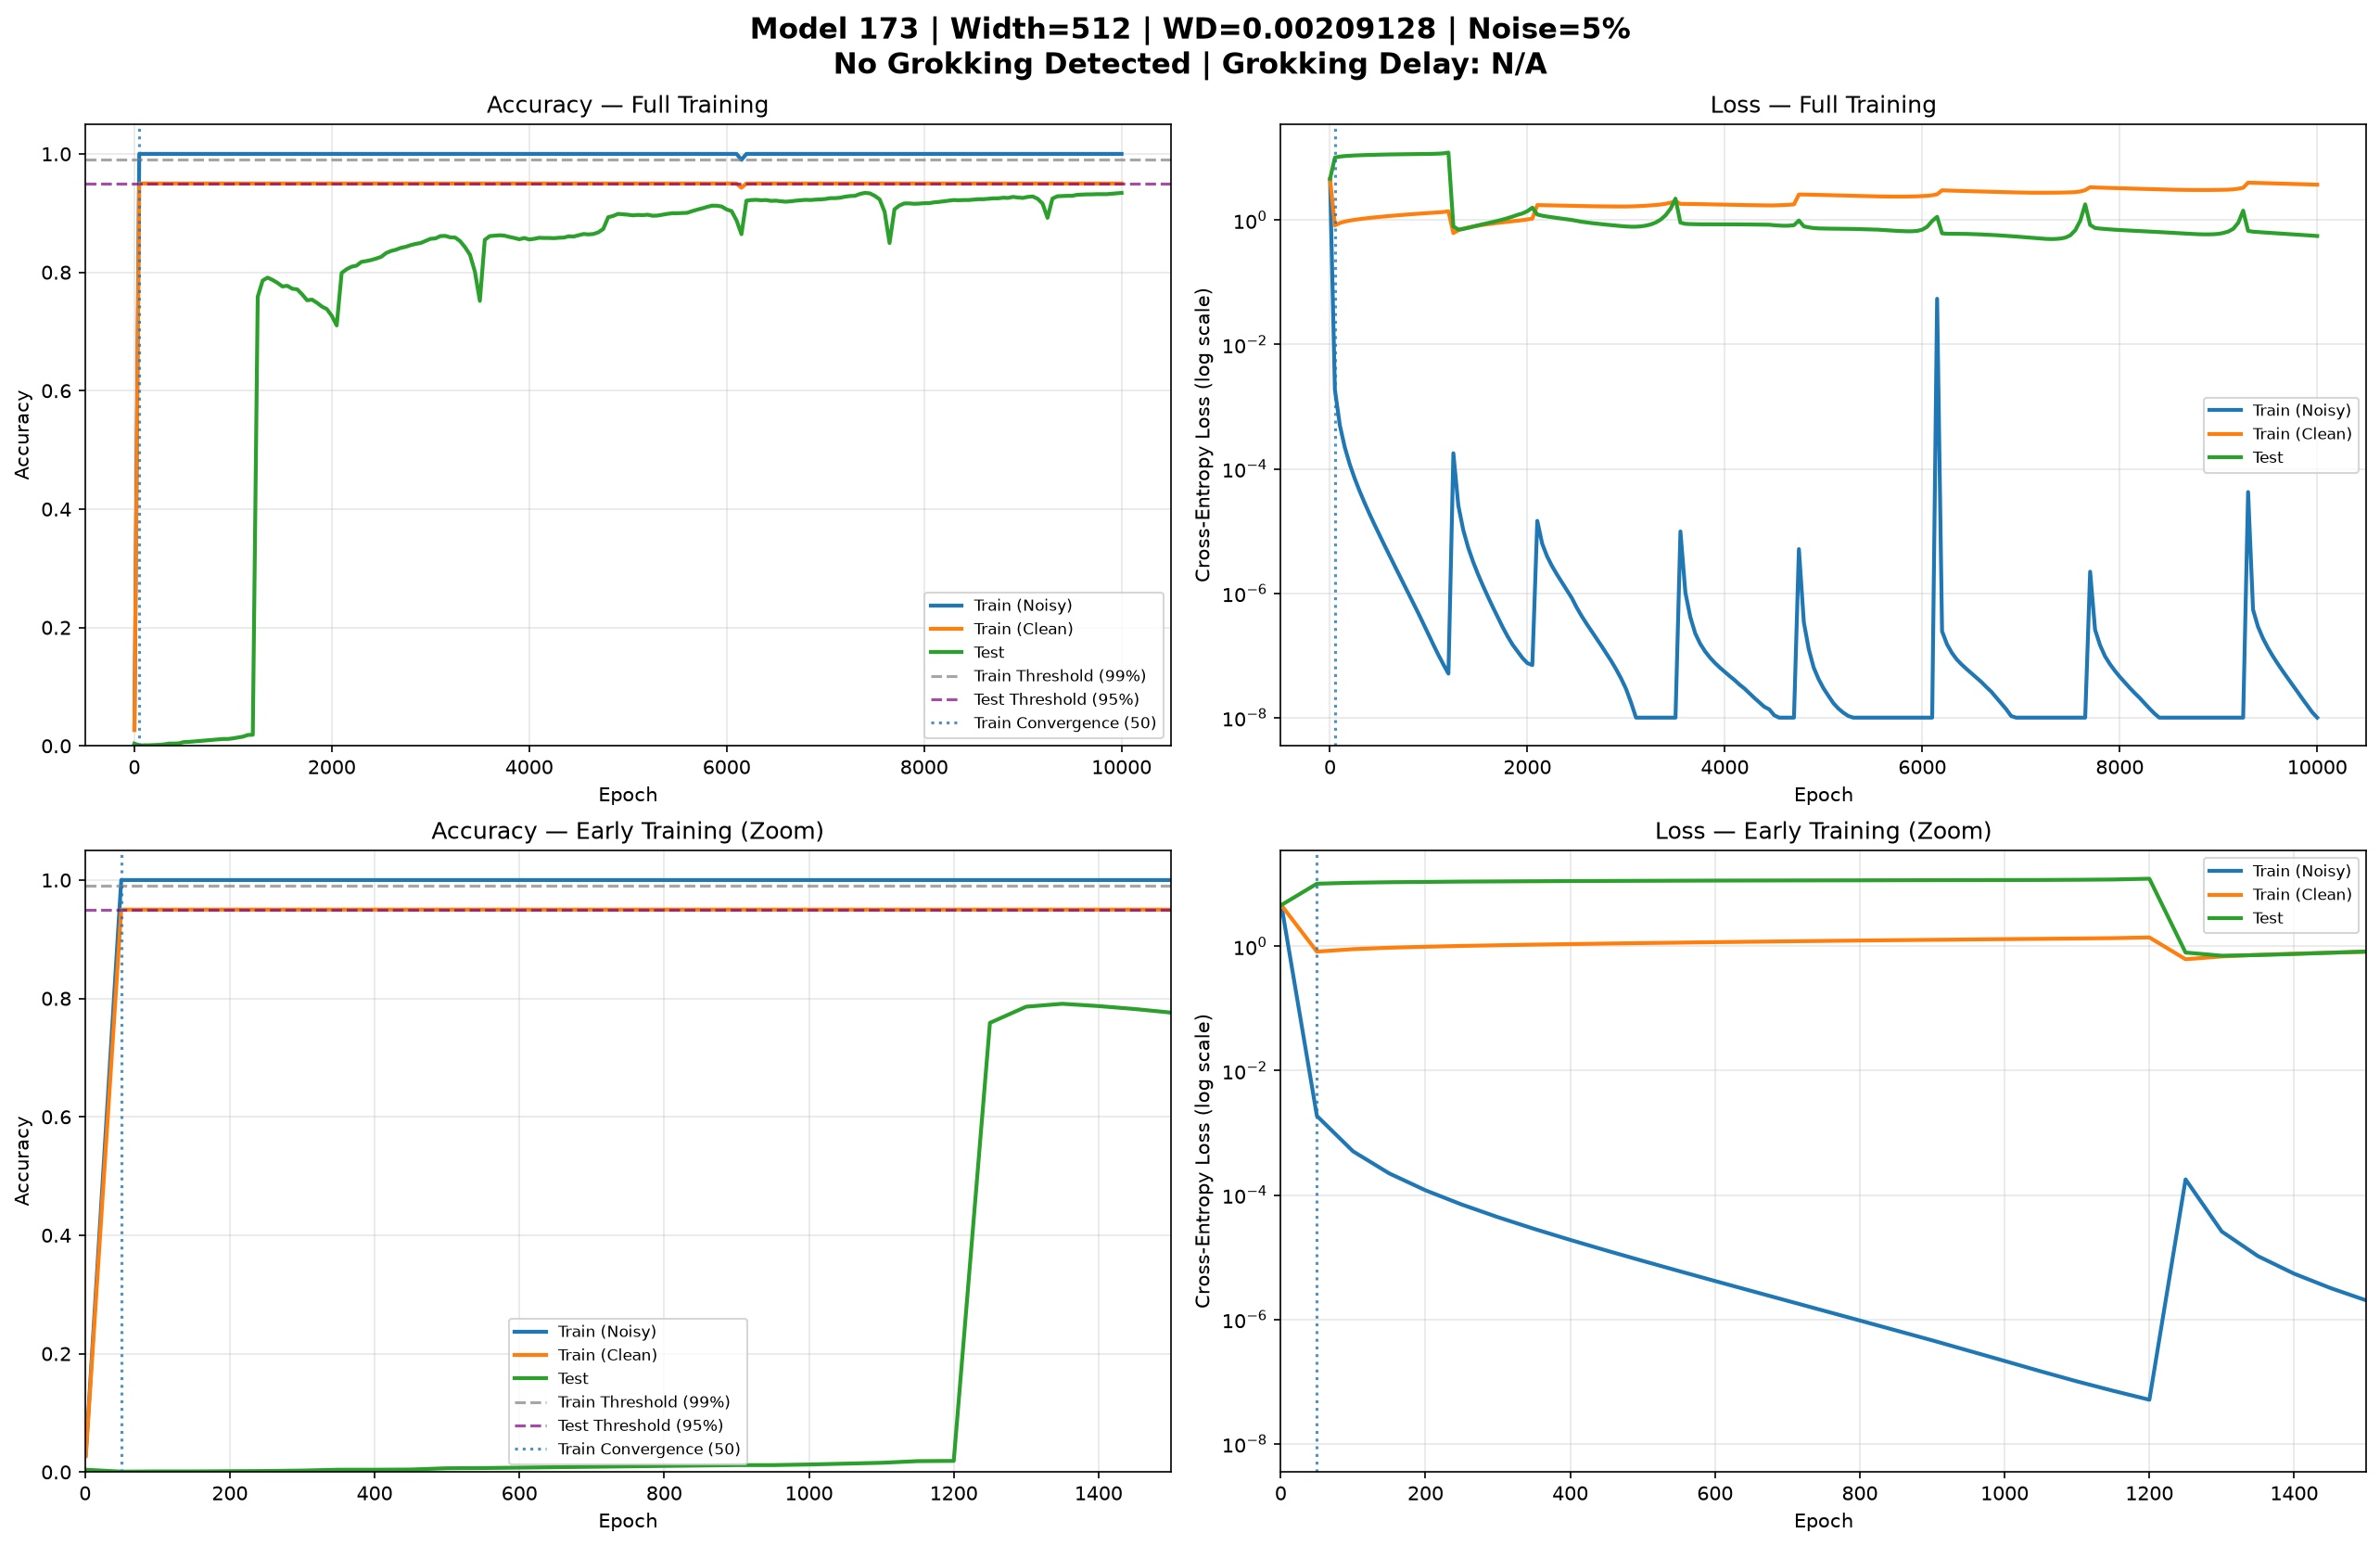 Model 173 | Width=512 | WD=0.00209128 | Noise=5%
No Grokking Detected | Grokking Delay: N/A
Accuracy — Full Training
Accuracy
1.0
0.8
0.6
0.4
0.2
0.0
0 2000 4000 6000 8000 10000
Epoch
Train (Noisy)
Train (Clean)
Test
Train Threshold (99%)
Test Threshold (95%)
Train Convergence (50)
Loss — Full Training
Cross-Entropy Loss (log scale)
10⁰
10⁻²
10⁻⁴
10⁻⁶
10⁻⁸
0 2000 4000 6000 8000 10000
Epoch
Train (Noisy)
Train (Clean)
Test
Accuracy — Early Training (Zoom)
Accuracy
1.0
0.8
0.6
0.4
0.2
0.0
0 200 400 600 800 1000 1200 1400
Epoch
Train (Noisy)
Train (Clean)
Test
Train Threshold (99%)
Test Threshold (95%)
Train Convergence (50)
Loss — Early Training (Zoom)
Cross-Entropy Loss (log scale)
10⁰
10⁻²
10⁻⁴
10⁻⁶
10⁻⁸
0 200 400 600 800 1000 1200 1400
Epoch
Train (Noisy)
Train (Clean)
Test